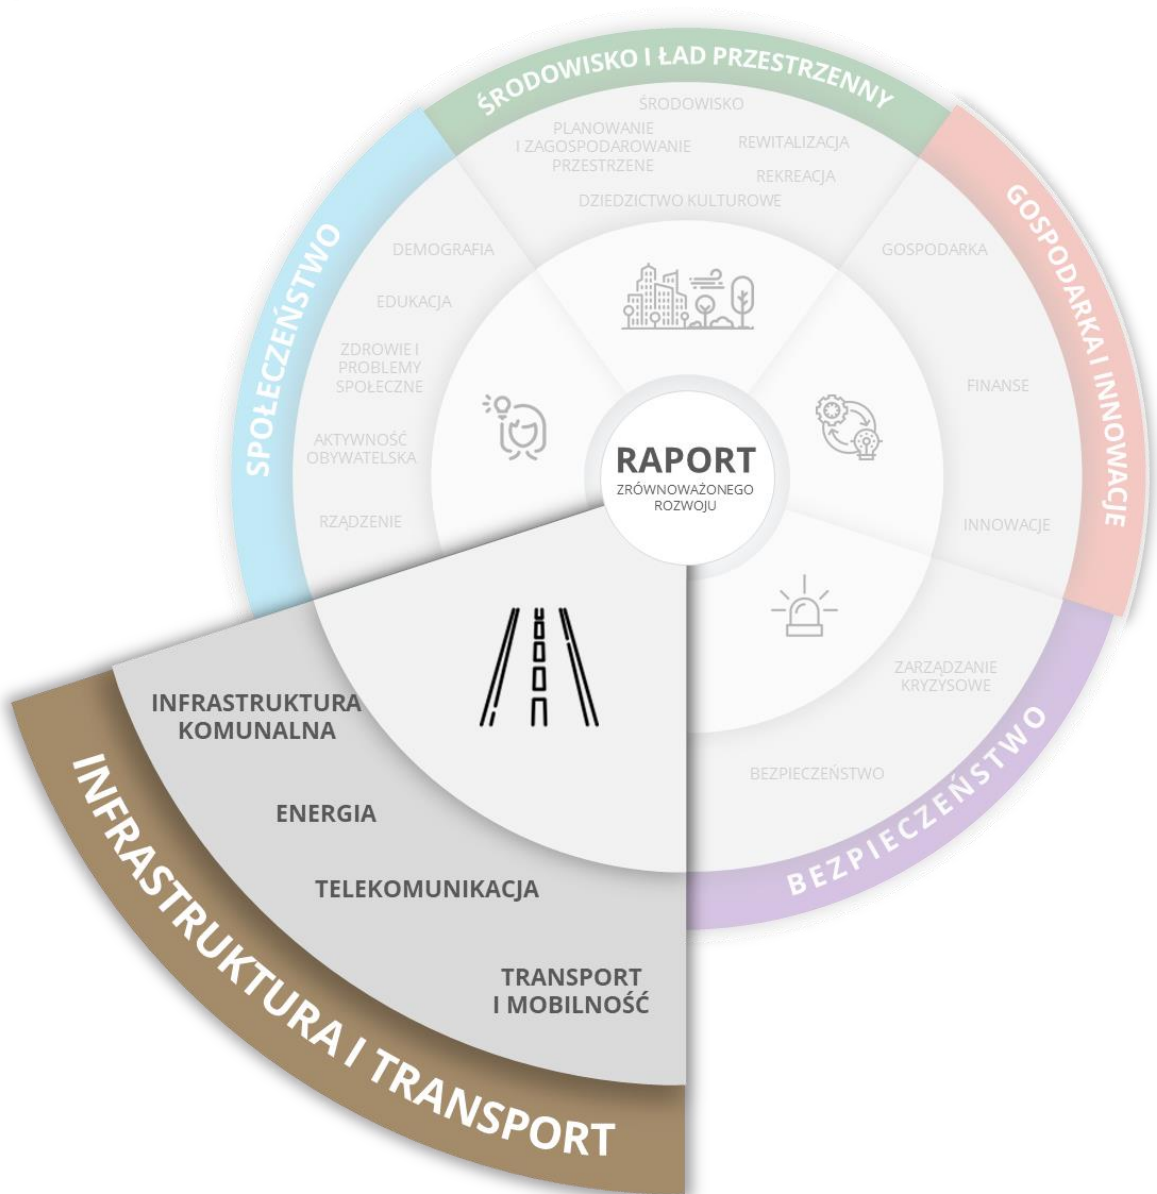 ŚRODOWISKO I ŁAD PRZESTRZENNY
ŚRODOWISKO
PLANOWANIE
I ZAGOSPODAROWANIE
PRZESTRZENE
REWITALIZACJA
REKREACJA
DZIEDZICTWO KULTUROWE
GOSPODARKA I INNOWACJE
GOSPODARKA
FINANSE
INNOWACJE
SPOŁECZEŃSTWO
DEMOGRAFIA
EDUKACJA
ZDROWIE I
PROBLEMY
SPOŁECZNE
AKTYWNOŚĆ
OBYWATELSKA
RZĄDZENIE
RAPORT
ZRÓWNOWAŻONEGO
ROZWOJU
ZARZĄDZANIE
KRYZYSOWE
BEZPIECZEŃSTWO
BEZPIECZEŃSTWO
INFRASTRUKTURA
KOMUNALNA
ENERGIA
TELEKOMUNIKACJA
TRANSPORT
I MOBILNOŚĆ
INFRASTRUKTURA I TRANSPORT